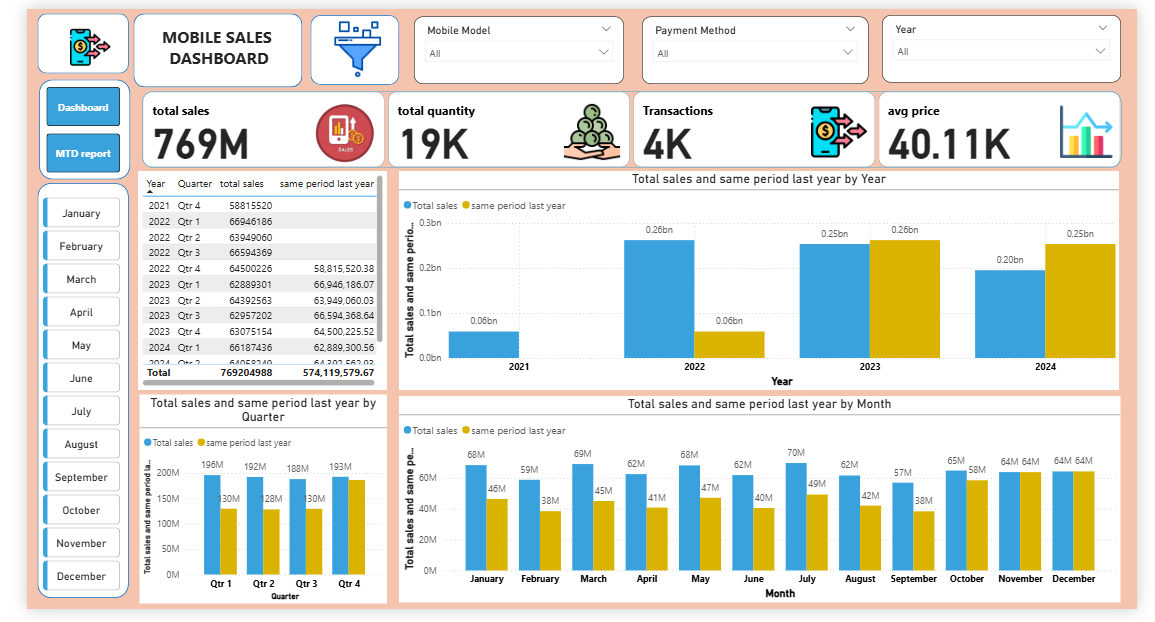 MOBILE SALES
DASHBOARD
Mobile Model
All
Payment Method
All
Year
All
Dashboard
MTD report
total sales
769M
SALES
total quantity
19K
Transactions
4K
avg price
40.11K
January
February
March
April
May
June
July
August
September
October
November
December
Year Quarter total sales same period last year
2021 Qtr 4 58815520
2022 Qtr 1 66946186
2022 Qtr 2 63949060
2022 Qtr 3 66594369
2022 Qtr 4 64500226 58,815,520.38
2023 Qtr 1 62889301 66,946,186.07
2023 Qtr 2 64392563 63,949,060.03
2023 Qtr 3 62957202 66,594,368.64
2023 Qtr 4 63075154 64,500,225.52
2024 Qtr 1 66187436 62,889,300.56
2024 Qtr 2 64058249 64,392,562.93
Total 769204988 574,119,579.67
Total sales and same period last year by Year
Total sales same period last year
Total sales and same perio...
0.3bn
0.2bn
0.1bn
0.0bn
0.06bn
0.26bn
0.06bn
0.25bn
0.26bn
0.20bn
0.25bn
2021 2022 2023 2024
Year
Total sales and same period last year by
Quarter
Total sales same period last year
Total sales and same period la...
200M
150M
100M
50M
0M
196M 192M 188M 193M
130M 128M 130M
Qtr 1 Qtr 2 Qtr 3 Qtr 4
Quarter
Total sales and same period last year by Month
Total sales same period last year
Total sales and same pe...
60M
40M
20M
0M
68M 59M 69M 62M 68M 62M 70M 62M 57M 65M 64M 64M
46M 38M 45M 41M 47M 40M 49M 42M 38M 58M 64M 64M
January February March April May June July August September October November December
Month